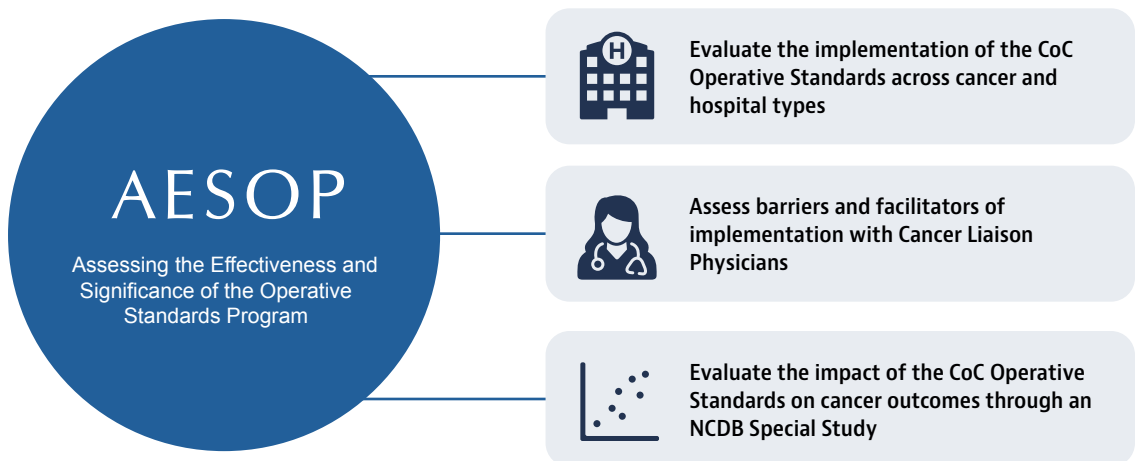 AESOP
Assessing the Effectiveness and
Significance of the Operative
Standards Program
H
Evaluate the implementation of the CoC
Operative Standards across cancer and
hospital types
Assess barriers and facilitators of
implementation with Cancer Liaison
Physicians
Evaluate the impact of the CoC Operative
Standards on cancer outcomes through an
NCDB Special Study